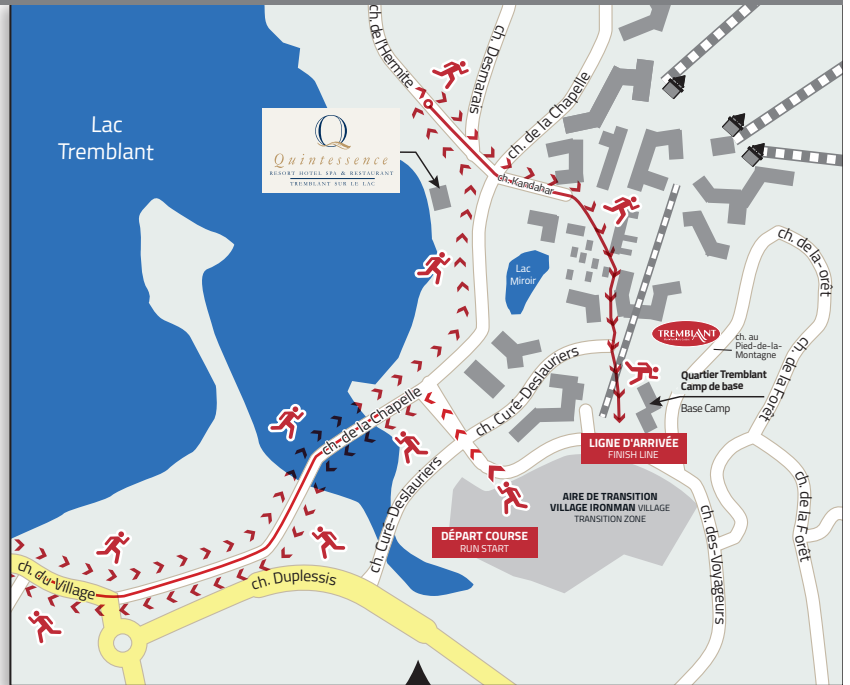 ch. de l'Hermite
ch. Desmarais
ch. de la Chapelle
Lac
Tremblant
Q
Quintessence
RESORT HOTEL SPA & RESTAURANT
TREMBLANT SUR LE LAC
ch. Kandahar
Lac
Miroir
ch. de la- orêt
TREMBLANT
ch. au
Pied-de-la-
Montagne
ch. de la Forêt
Quartier Tremblant
Camp de base
Base Camp
ch. Curé-Deslauriers
ch. de la Chapelle
LIGNE D'ARRIVÉE
FINISH LINE
ch. Curé-Deslauriers
AIRE DE TRANSITION
VILLAGE IRONMAN VILLAGE
TRANSITION ZONE
DÉPART COURSE
RUN START
ch. de la Forêt
ch. des-Voyageurs
ch. du Village
ch. Duplessis